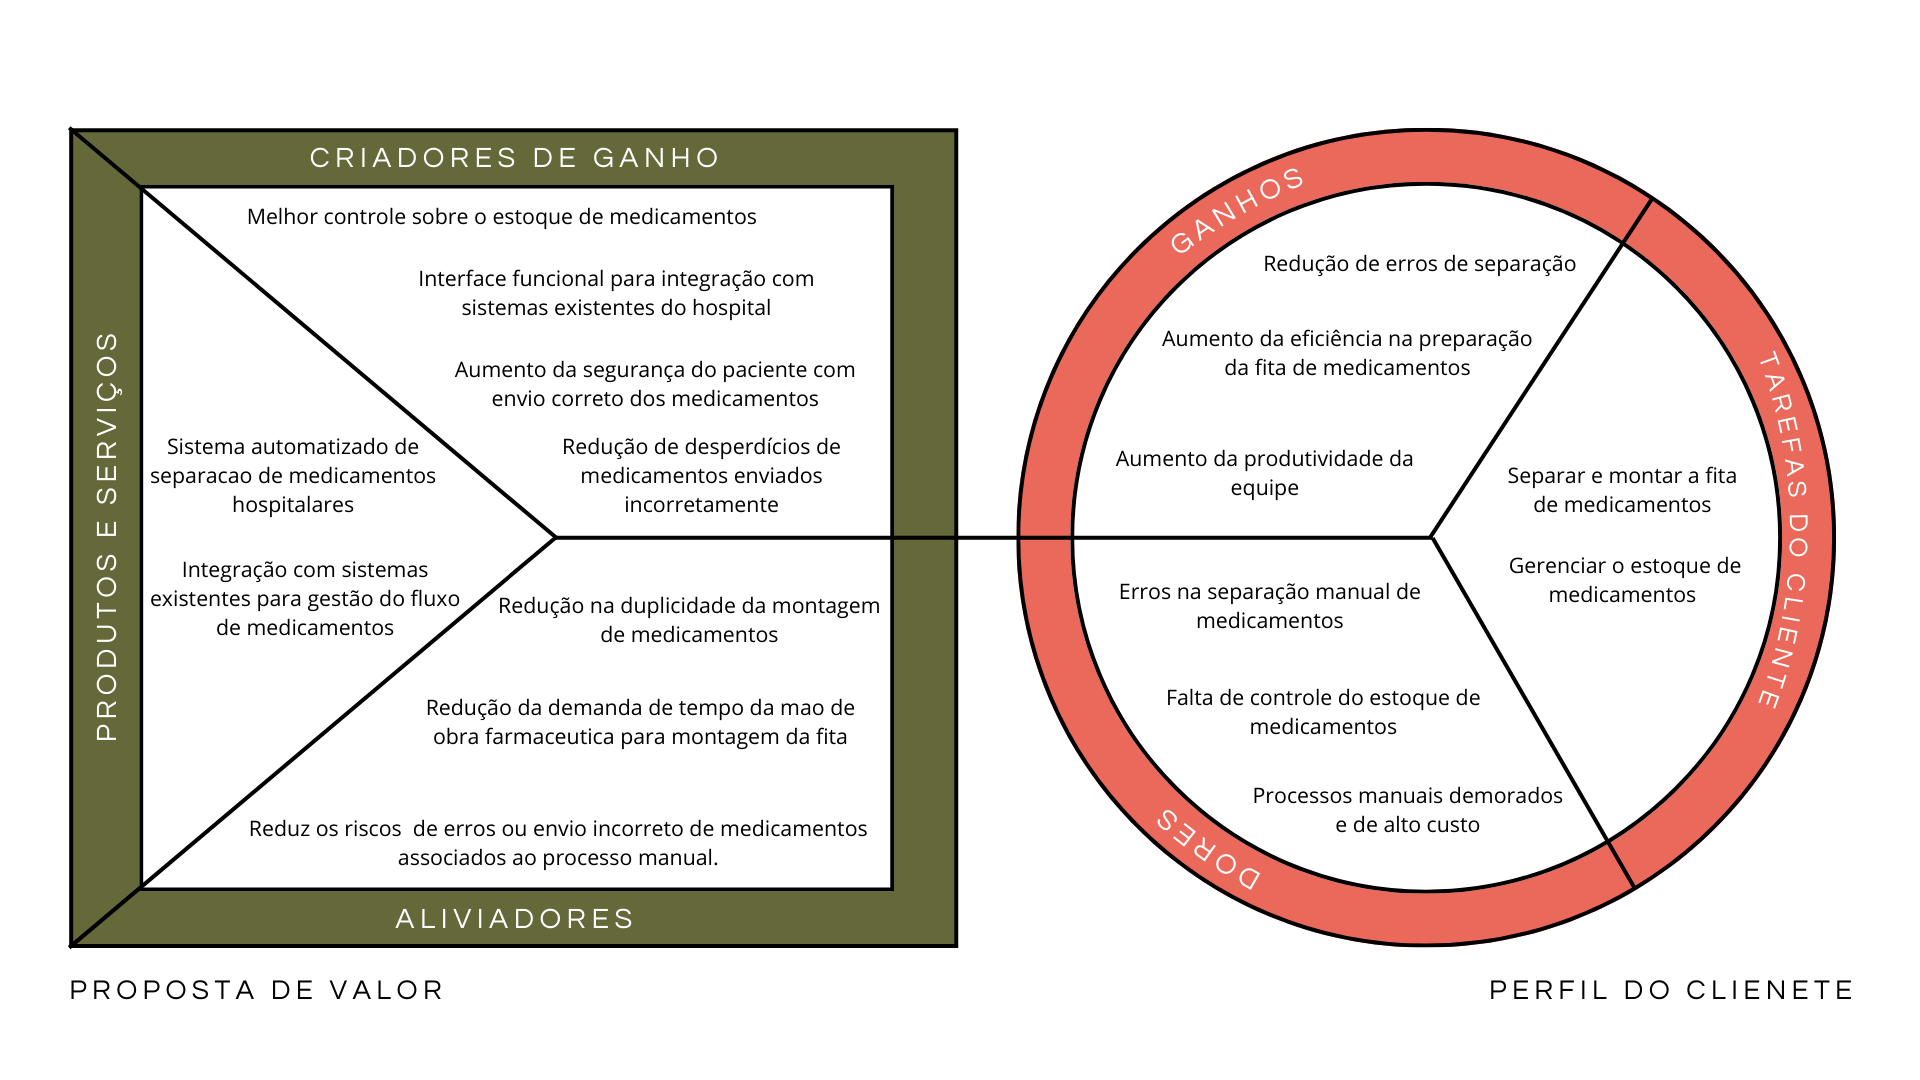 CRIADORES DE GANHO
Melhor controle sobre o estoque de medicamentos
Interface funcional para integração com
sistemas existentes do hospital
Aumento da segurança do paciente com
envio correto dos medicamentos
Redução de desperdícios de
medicamentos enviados
incorretamente
PRODUTOS E SERVIÇOS
Sistema automatizado de
separacao de medicamentos
hospitalares
Integração com sistemas
existentes para gestão do fluxo
de medicamentos
Redução na duplicidade da montagem
de medicamentos
Redução da demanda de tempo da mao de
obra farmaceutica para montagem da fita
Reduz os riscos  de erros ou envio incorreto de medicamentos
associados ao processo manual.
ALIVIADORES
PROPOSTA DE VALOR
GANHOS
Redução de erros de separação
Aumento da eficiência na preparação
da fita de medicamentos
Aumento da produtividade da
equipe
TAREFAS DO CLIENTE
Separar e montar a fita
de medicamentos
Gerenciar o estoque de
medicamentos
Erros na separação manual de
medicamentos
Falta de controle do estoque de
medicamentos
Processos manuais demorados
e de alto custo
DORES
PERFIL DO CLIENETE